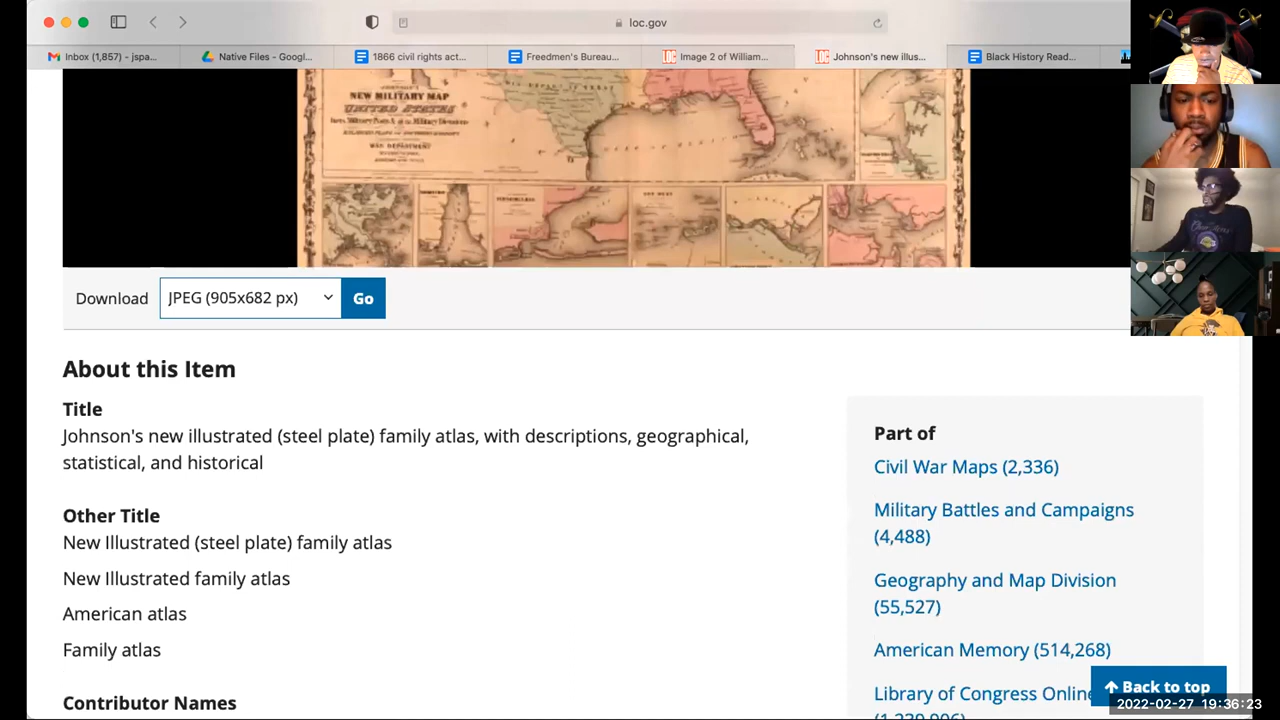 loc.gov
Inbox (1,857) - jspa...
Native Files - Googl...
1866 civil rights act...
Freedmen's Bureau...
Image 2 of William...
Johnson's new illus...
Black History Read...
NEW MILITARY MAP
UNITED STATES
WAR DEPARTMENT
Download
JPEG (905x682 px)
Go
About this Item
Title
Johnson's new illustrated (steel plate) family atlas, with descriptions, geographical,
statistical, and historical
Other Title
New Illustrated (steel plate) family atlas
New Illustrated family atlas
American atlas
Family atlas
Contributor Names
Part of
Civil War Maps (2,336)
Military Battles and Campaigns
(4,488)
Geography and Map Division
(55,527)
American Memory (514,268)
Library of Congress Online
Back to top
2022-02-27 19:36:23